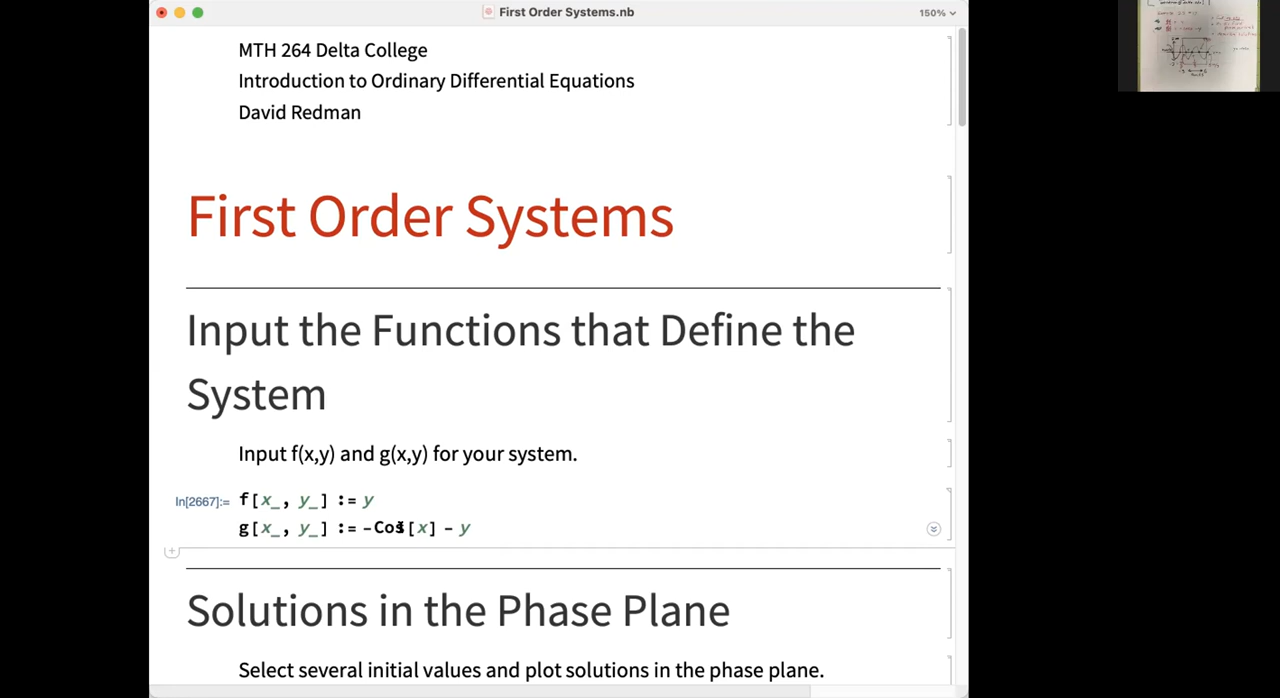 First Order Systems.nb
150%
MTH 264 Delta College
Introduction to Ordinary Differential Equations
David Redman
First Order Systems
Input the Functions that Define the
System
Input f(x,y) and g(x,y) for your system.
In[2667]:= f[x_, y_] := y
g[x_, y_] := -Cos[x] - y
Solutions in the Phase Plane
Select several initial values and plot solutions in the phase plane.